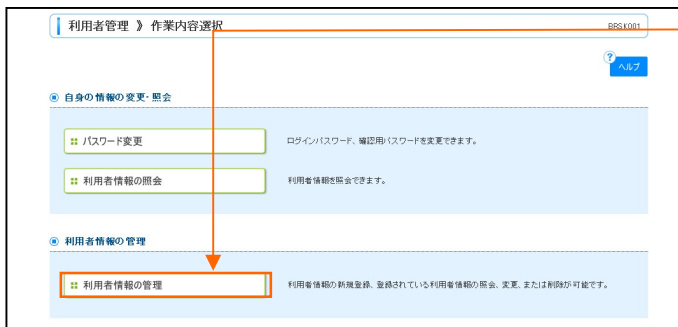 利用者管理 》 作業内容選択
BRSK001
?
ヘルプ
自身の情報の変更・照会
パスワード変更
ログインパスワード、確認用パスワードを変更できます。
利用者情報の照会
利用者情報を照会できます。
利用者情報の管理
利用者情報の管理
利用者情報の新規登録、登録されている利用者情報の照会、変更、または削除が可能です。